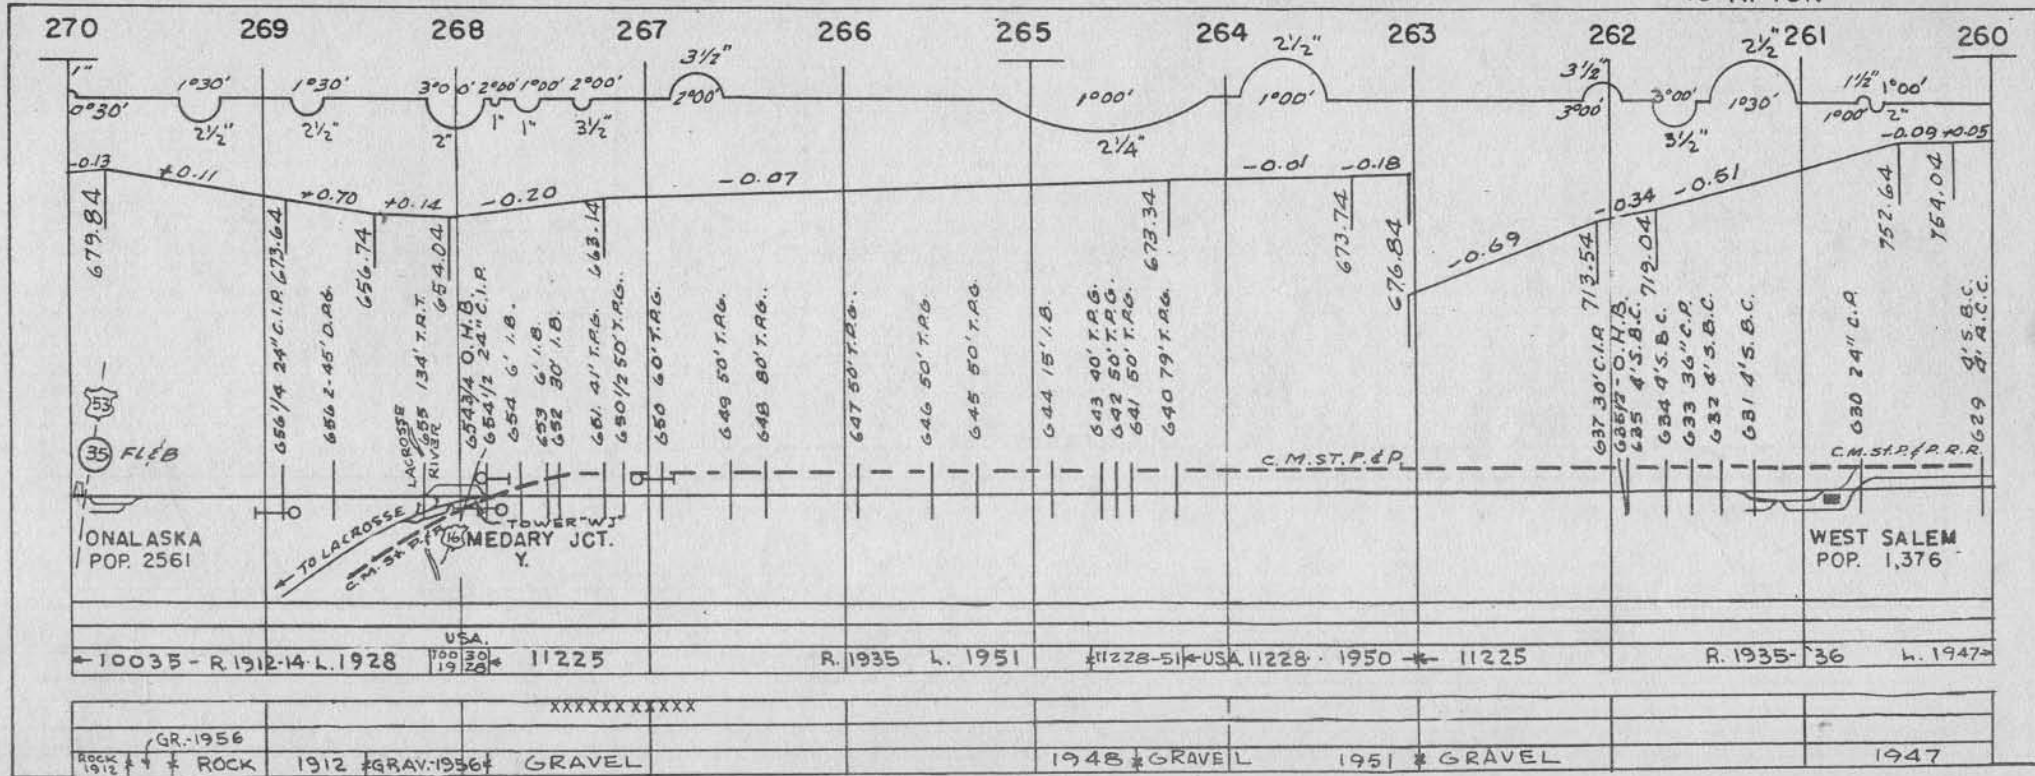 270 269 268 267 266 265 264 263 262 261 260
1" 3½" 2½" 3½" 2½"
0°30' 1°30' 1°30' 3°00' 2°00' 1°00' 2°00' 2°00' 1°00' 1°00' 3°00' 3°00' 1°30' 1½" 1°00' 1°00' 2"
2½" 2½" 2" 1" 1" 3½" 2¼" 3½"
-0.13 +0.11 +0.70 +0.14 -0.20 -0.07 -0.01 -0.18 -0.69 -0.34 -0.51 -0.09 +0.05
679.84
673.64
656.74
654.04
663.14
673.34
673.74
676.84
713.54
719.04
752.64
754.04
656¼ 24" C.I.P.
656 2-45' D.P.G.
655 134' T.R.T.
LACROSSE RIVER
654¾ O.H.B.
654½ 24" C.I.P.
654 6' I.B.
653 6' I.B.
652 30' I.B.
651 41' T.P.G.
650½ 50' T.P.G.
650 60' T.P.G.
649 50' T.P.G.
648 80' T.P.G.
647 50' T.P.G.
646 50' T.P.G.
645 50' T.P.G.
644 15' I.B.
643 40' T.P.G.
642 50' T.P.G.
641 50' T.P.G.
640 79' T.P.G.
637 30" C.I.P.
635½ - O.H.B.
635 4' S.B.C.
634 4' S.B.C.
633 36" C.P.
632 4' S.B.C.
631 4' S.B.C.
630 24" C.P.
629 4' S.B.C.
4' A.C.C.
53
35 FL&B
C.M.ST.P.&P.
C.M.ST.P.&P.R.R.
ONALASKA
POP. 2561
TO LACROSSE
C.M.ST.P.&P.
16
TOWER "WJ"
MEDARY JCT.
Y.
WEST SALEM
POP. 1,376
USA.
10035 - R.1912-14 L.1928 100 30 19 28 11225 R.1935 L. 1951 11228-51 USA.11228 1950 11225 R.1935-'36 L.1947
XXXXXXXXXXX
GR.-1956
ROCK 1912 ROCK 1912 GRAV.-1956 GRAVEL 1948 GRAVEL 1951 GRAVEL 1947